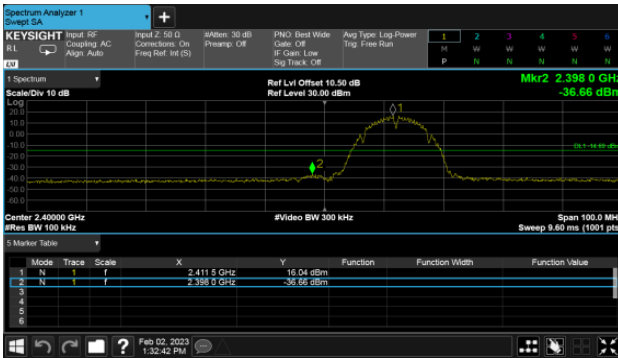 Spectrum Analyzer 1
Swept SA
+
KEYSIGHT Input: RF Input Z: 50 Ω #Atten: 30 dB PNO: Best Wide Avg Type: Log-Power 1 2 3 4 5 6
RL Coupling: AC Corrections: On Preamp: Off Gate: Off Trig: Free Run M W W W W W
Align: Auto Freq Ref: Int (S) IF Gain: Low
Sig Track: Off P N N N N N
LXI
1 Spectrum
Ref Lvl Offset 10.50 dB Mkr2 2.398 0 GHz
Scale/Div 10 dB Ref Level 30.00 dBm -36.66 dBm
Log
20.0
10.0
0.00
-10.0
-20.0
-30.0
-40.0
-50.0
-60.0
1
2
DL1 -14.69 dBm
Center 2.40000 GHz #Video BW 300 kHz Span 100.0 MH
#Res BW 100 kHz Sweep 9.60 ms (1001 pts
5 Marker Table
Mode Trace Scale X Y Function Function Width Function Value
1 N 1 f 2.411 5 GHz 16.04 dBm
2 N 1 f 2.398 0 GHz -36.66 dBm
3
4
5
6
?
Feb 02, 2023
1:32:42 PM